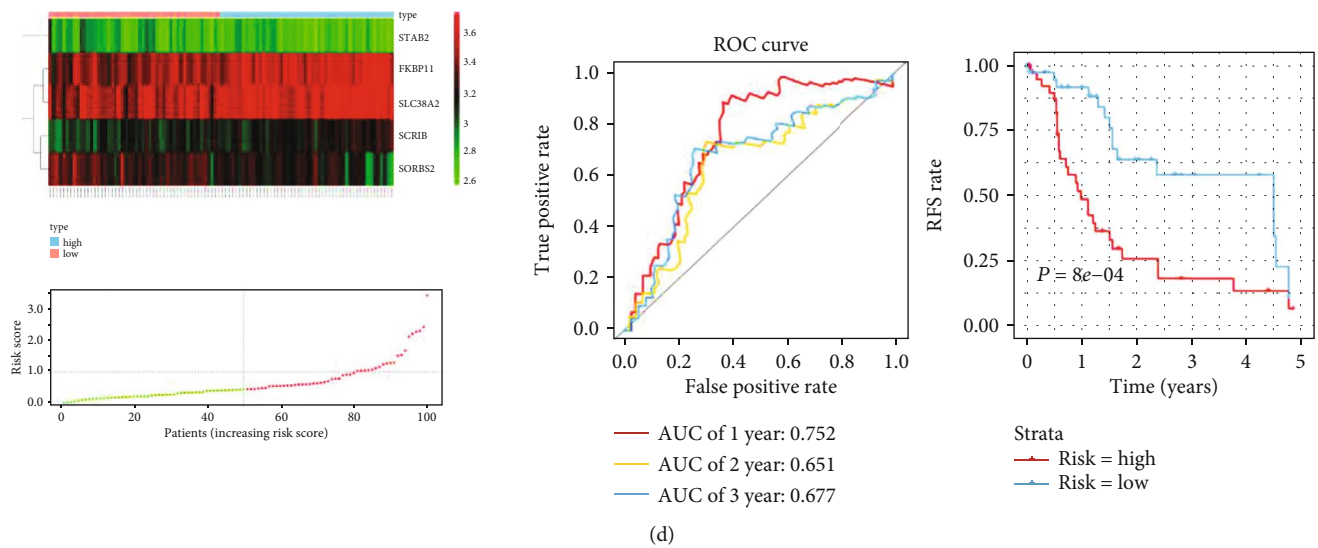 type
STAB2
FKBP11
SLC38A2
SCRIB
SORBS2
3.6
3.4
3.2
3
2.8
2.6
type
high
low
Risk score
3.0
2.0
1.0
0.0
0 20 40 60 80 100
Patients (increasing risk score)
ROC curve
True positive rate
1.0
0.8
0.6
0.4
0.2
0.0
0.0 0.2 0.4 0.6 0.8 1.0
False positive rate
AUC of 1 year: 0.752
AUC of 2 year: 0.651
AUC of 3 year: 0.677
RFS rate
1.00
0.75
0.50
0.25
0.00
P = 8e–04
0 1 2 3 4 5
Time (years)
Strata
Risk = high
Risk = low
(d)